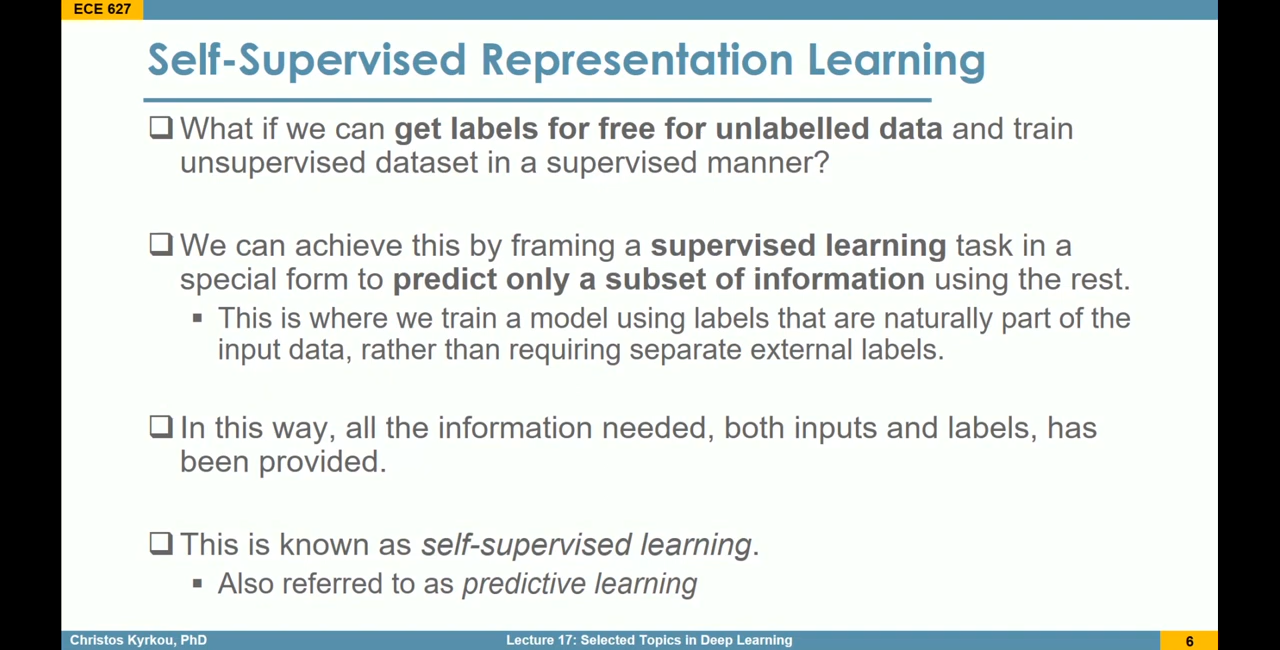 ECE 627
Self-Supervised Representation Learning
❑ What if we can get labels for free for unlabelled data and train
unsupervised dataset in a supervised manner?
❑ We can achieve this by framing a supervised learning task in a
special form to predict only a subset of information using the rest.
▪ This is where we train a model using labels that are naturally part of the
input data, rather than requiring separate external labels.
❑ In this way, all the information needed, both inputs and labels, has
been provided.
❑ This is known as self-supervised learning.
▪ Also referred to as predictive learning
Christos Kyrkou, PhD
Lecture 17: Selected Topics in Deep Learning
6